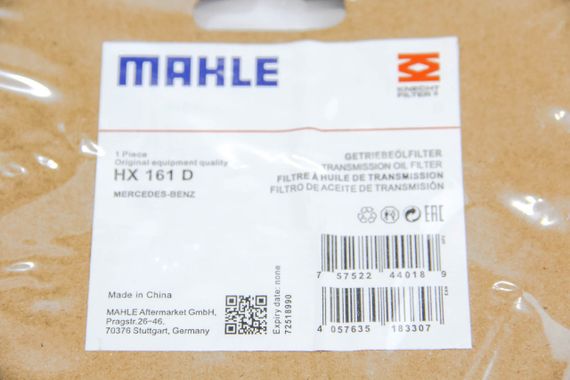 MAHLE
KNECHT
FILTER
1 Piece
Original equipment quality
HX 161 D
MERCEDES-BENZ
GETRIEBEÖLFILTER
TRANSMISSION OIL FILTER
FILTRE À HUILE DE TRANSMISSION
FILTRO DE ACEITE DE TRANSMISIÓN
EAC
7 57522 44018 9
Made in China
MAHLE Aftermarket GmbH,
Pragstr.26-46,
70376 Stuttgart, Germany
Expiry date: none
72518990
4 057635 183307